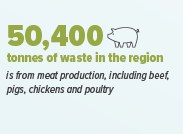 50,400
tonnes of waste in the region
is from meat production, including beef,
pigs, chickens and poultry